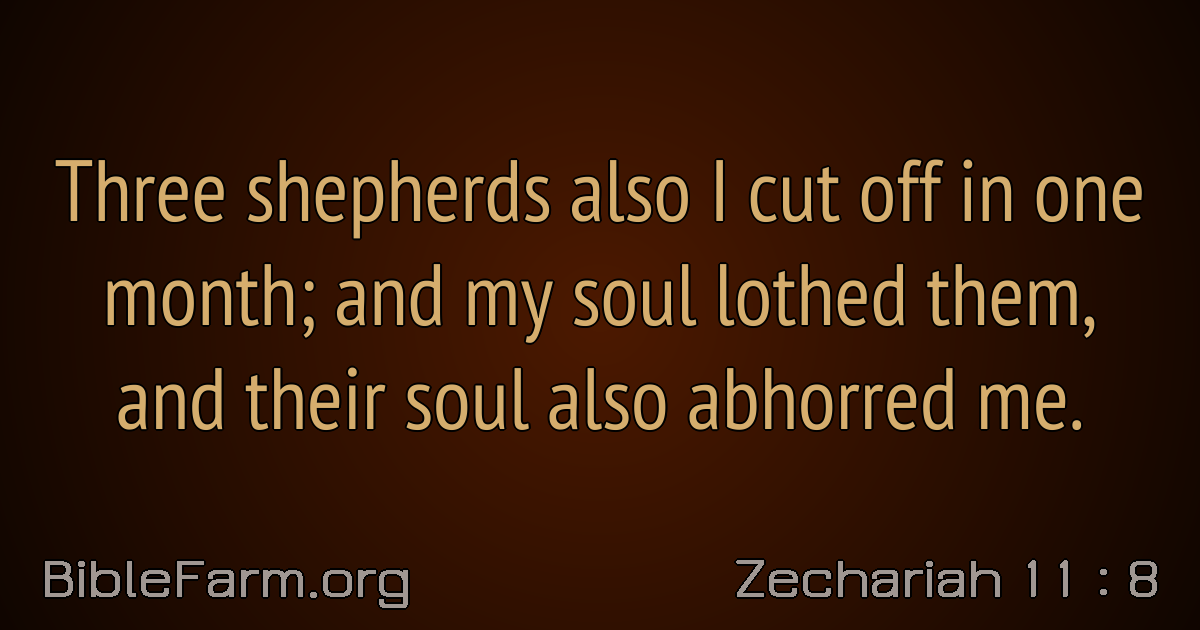 Three shepherds also I cut off in one
month; and my soul lothed them,
and their soul also abhorred me.
BibleFarm.org
Zechariah 11 : 8